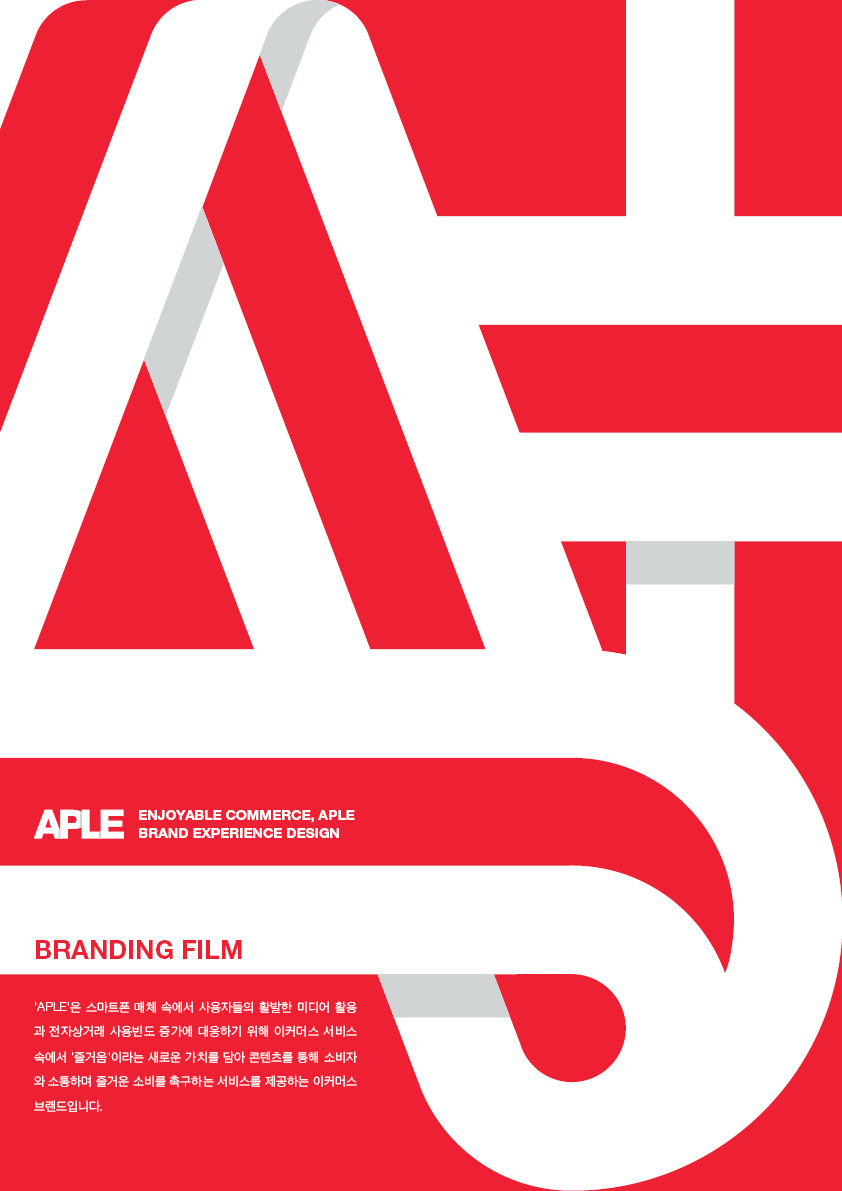 APLE
ENJOYABLE COMMERCE, APLE
BRAND EXPERIENCE DESIGN
BRANDING FILM
'APLE'은 스마트폰 매체 속에서 사용자들의 활발한 미디어 활용
과 전자상거래 사용빈도 증가에 대응하기 위해 이커머스 서비스
속에서 '즐거움'이라는 새로운 가치를 담아 콘텐츠를 통해 소비자
와 소통하며 즐거운 소비를 촉구하는 서비스를 제공하는 이커머스
브랜드입니다.